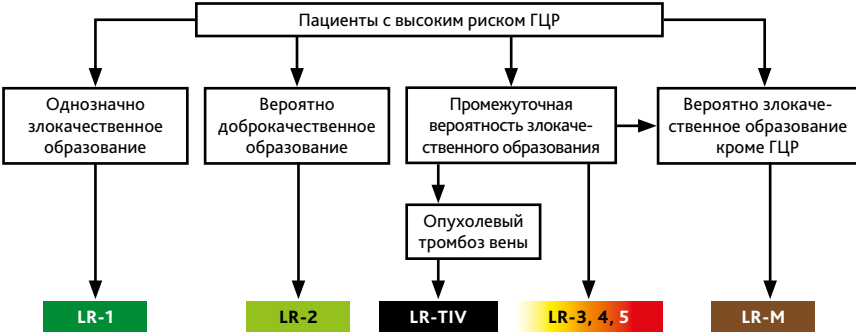 Пациенты с высоким риском ГЦР
Однозначно
злокачественное
образование
Вероятно
доброкачественное
образование
Промежуточная
вероятность злокаче-
ственного образования
Вероятно злокаче-
ственное образование
кроме ГЦР
Опухолевый
тромбоз вены
LR-1
LR-2
LR-TIV
LR-3, 4, 5
LR-M